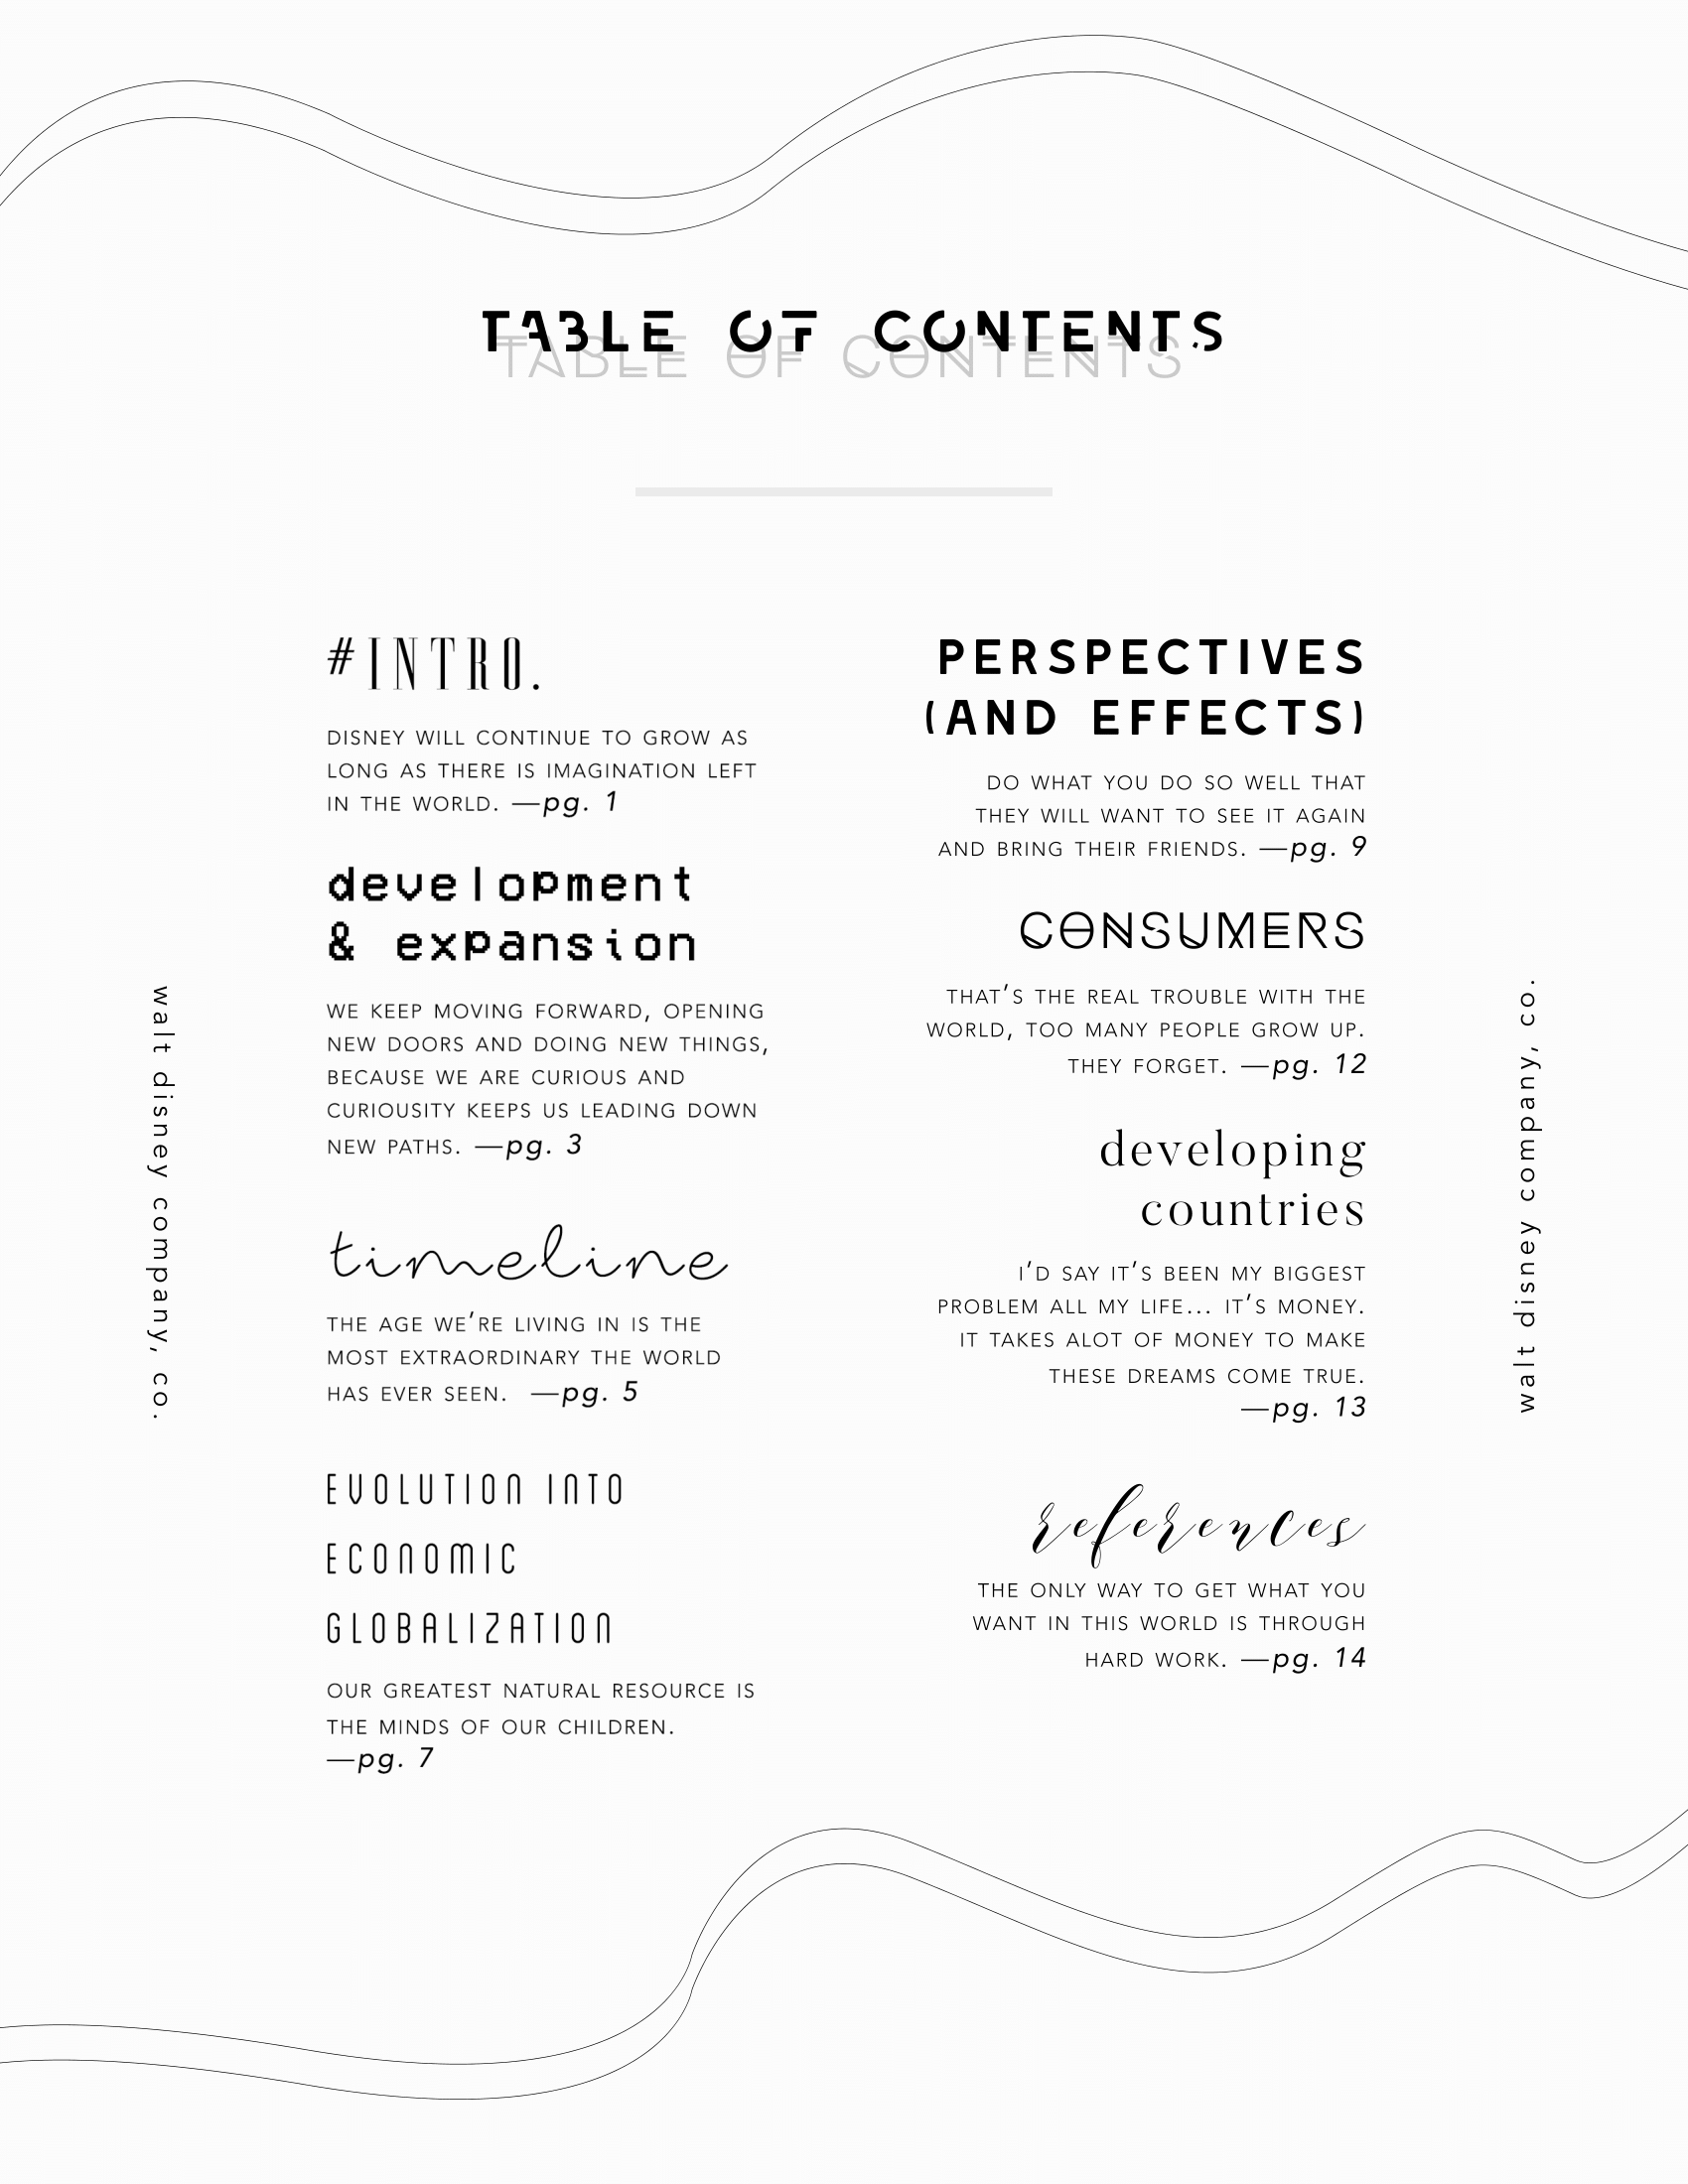 TABLE OF CONTENTS
TABLE OF CONTENTS
#INTRO.
DISNEY WILL CONTINUE TO GROW AS
LONG AS THERE IS IMAGINATION LEFT
IN THE WORLD. —pg. 1
development
& expansion
WE KEEP MOVING FORWARD, OPENING
NEW DOORS AND DOING NEW THINGS,
BECAUSE WE ARE CURIOUS AND
CURIOUSITY KEEPS US LEADING DOWN
NEW PATHS. —pg. 3
timeline
THE AGE WE'RE LIVING IN IS THE
MOST EXTRAORDINARY THE WORLD
HAS EVER SEEN. —pg. 5
EVOLUTION INTO
ECONOMIC
GLOBALIZATION
OUR GREATEST NATURAL RESOURCE IS
THE MINDS OF OUR CHILDREN.
—pg. 7
PERSPECTIVES
(AND EFFECTS)
DO WHAT YOU DO SO WELL THAT
THEY WILL WANT TO SEE IT AGAIN
AND BRING THEIR FRIENDS. —pg. 9
CONSUMERS
THAT'S THE REAL TROUBLE WITH THE
WORLD, TOO MANY PEOPLE GROW UP.
THEY FORGET. —pg. 12
developing
countries
I'D SAY IT'S BEEN MY BIGGEST
PROBLEM ALL MY LIFE... IT'S MONEY.
IT TAKES ALOT OF MONEY TO MAKE
THESE DREAMS COME TRUE.
—pg. 13
references
THE ONLY WAY TO GET WHAT YOU
WANT IN THIS WORLD IS THROUGH
HARD WORK. —pg. 14
walt disney company, co.
walt disney company, co.